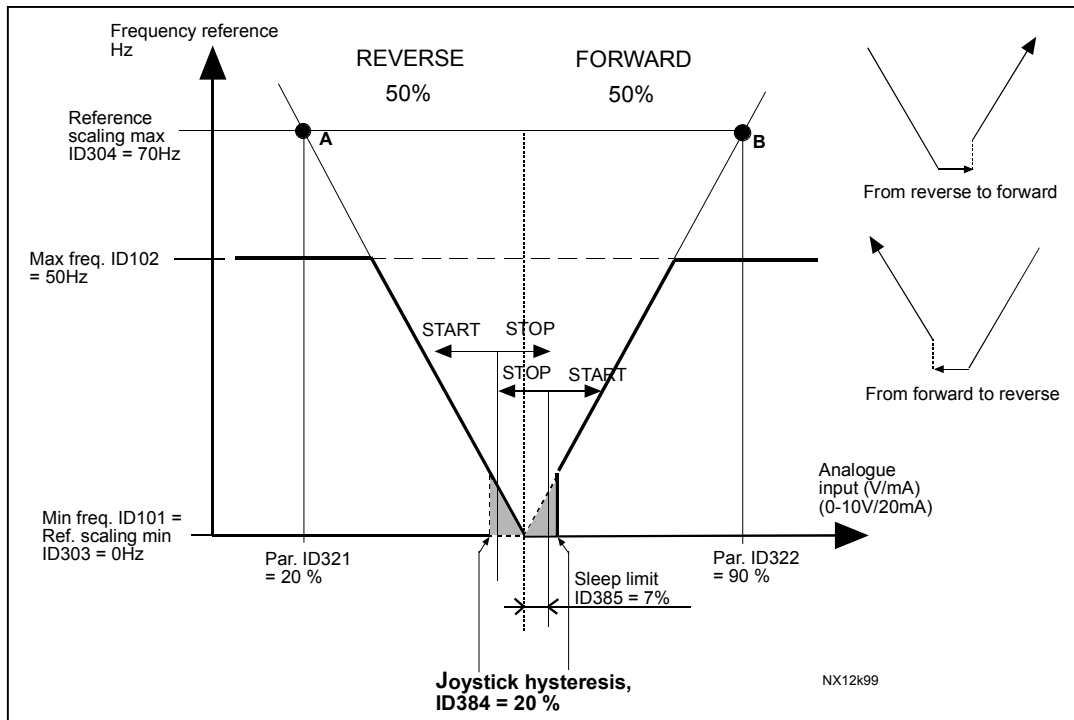 Frequency reference
Hz
REVERSE
50%
FORWARD
50%
Reference
scaling max
ID304 = 70Hz
A
B
From reverse to forward
Max freq. ID102
= 50Hz
START
STOP
STOP
START
From forward to reverse
Analogue
input (V/mA)
(0-10V/20mA)
Min freq. ID101 =
Ref. scaling min
ID303 = 0Hz
Par. ID321
= 20 %
Par. ID322
= 90 %
Sleep limit
ID385 = 7%
Joystick hysteresis,
ID384 = 20 %
NX12k99